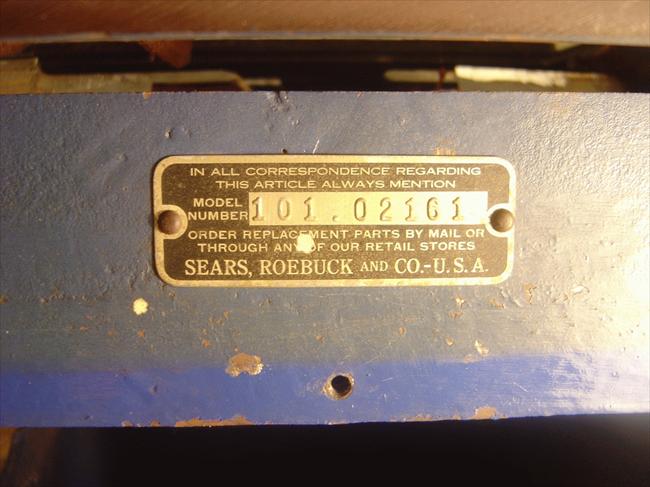 IN ALL CORRESPONDENCE REGARDING
THIS ARTICLE ALWAYS MENTION
MODEL NUMBER 101.02161
ORDER REPLACEMENT PARTS BY MAIL OR
THROUGH ANY OF OUR RETAIL STORES
SEARS, ROEBUCK AND CO.-U.S.A.